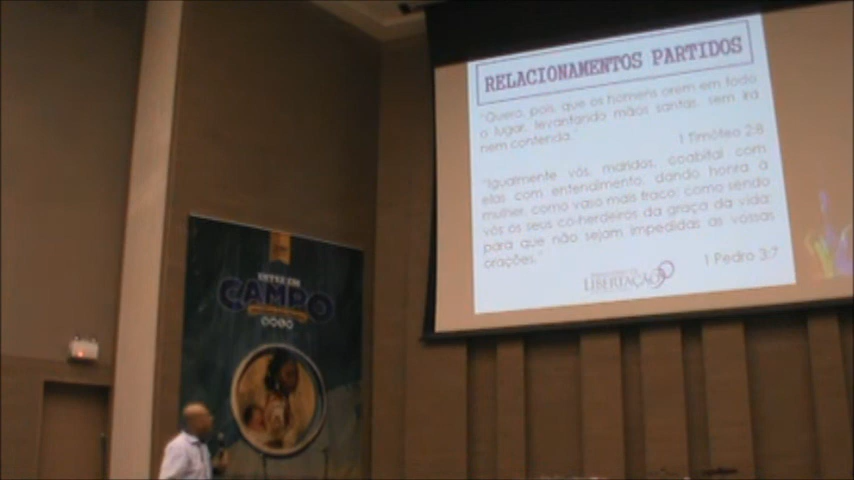 RELACIONAMENTOS PARTIDOS
"Quero, pois, que os homens orem em todo
o lugar, levantando mãos santas, sem ira
nem contenda."
1 Timóteo 2:8
"Igualmente vós, maridos, coabitai com
elas com entendimento, dando honra à
mulher, como vaso mais fraco; como sendo
vós os seus co-herdeiros da graça da vida;
para que não sejam impedidas as vossas
orações."
1 Pedro 3:7
LIBERTAÇÃO
CAMPO